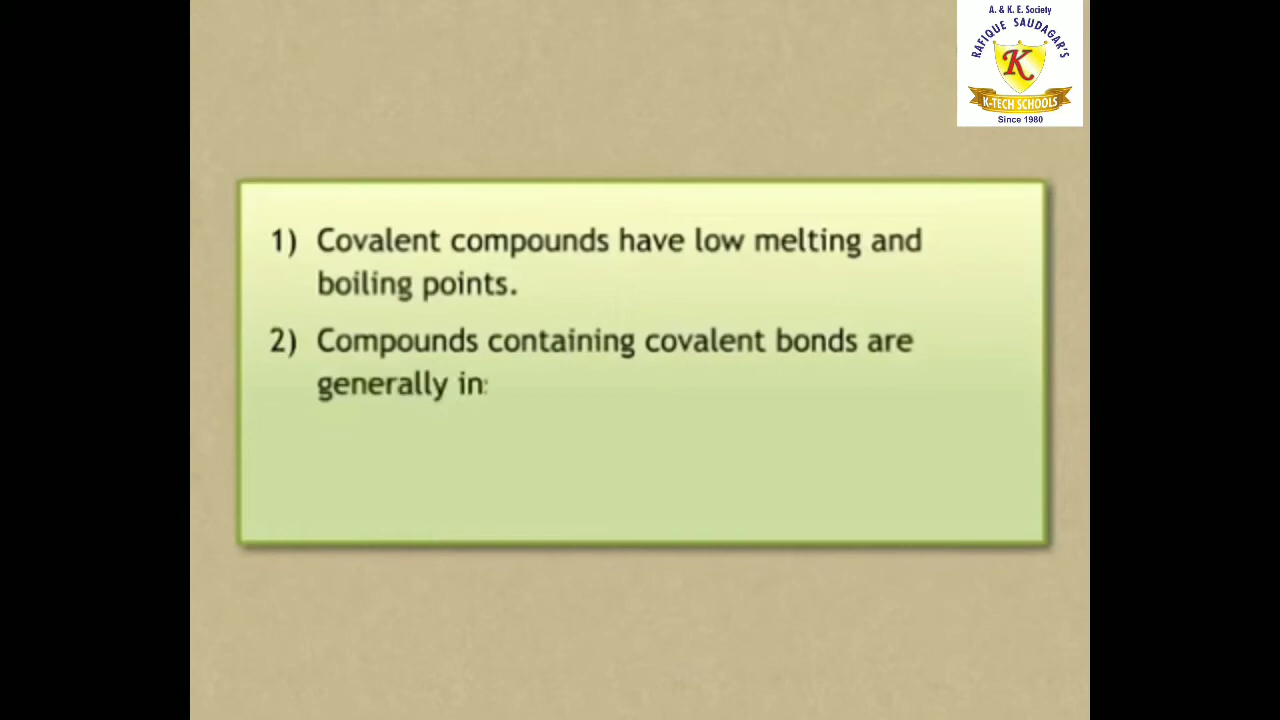 A. & K. E. Society
RAFIQUE SAUDAGAR'S
K
K-TECH SCHOOLS
Since 1980
1) Covalent compounds have low melting and
boiling points.
2) Compounds containing covalent bonds are
generally in